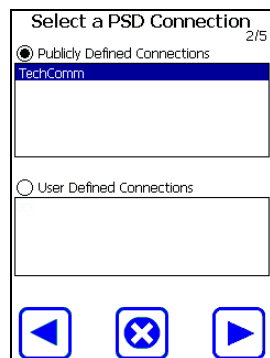 Select a PSD Connection
2/5
Publicly Defined Connections
TechComm
User Defined Connections